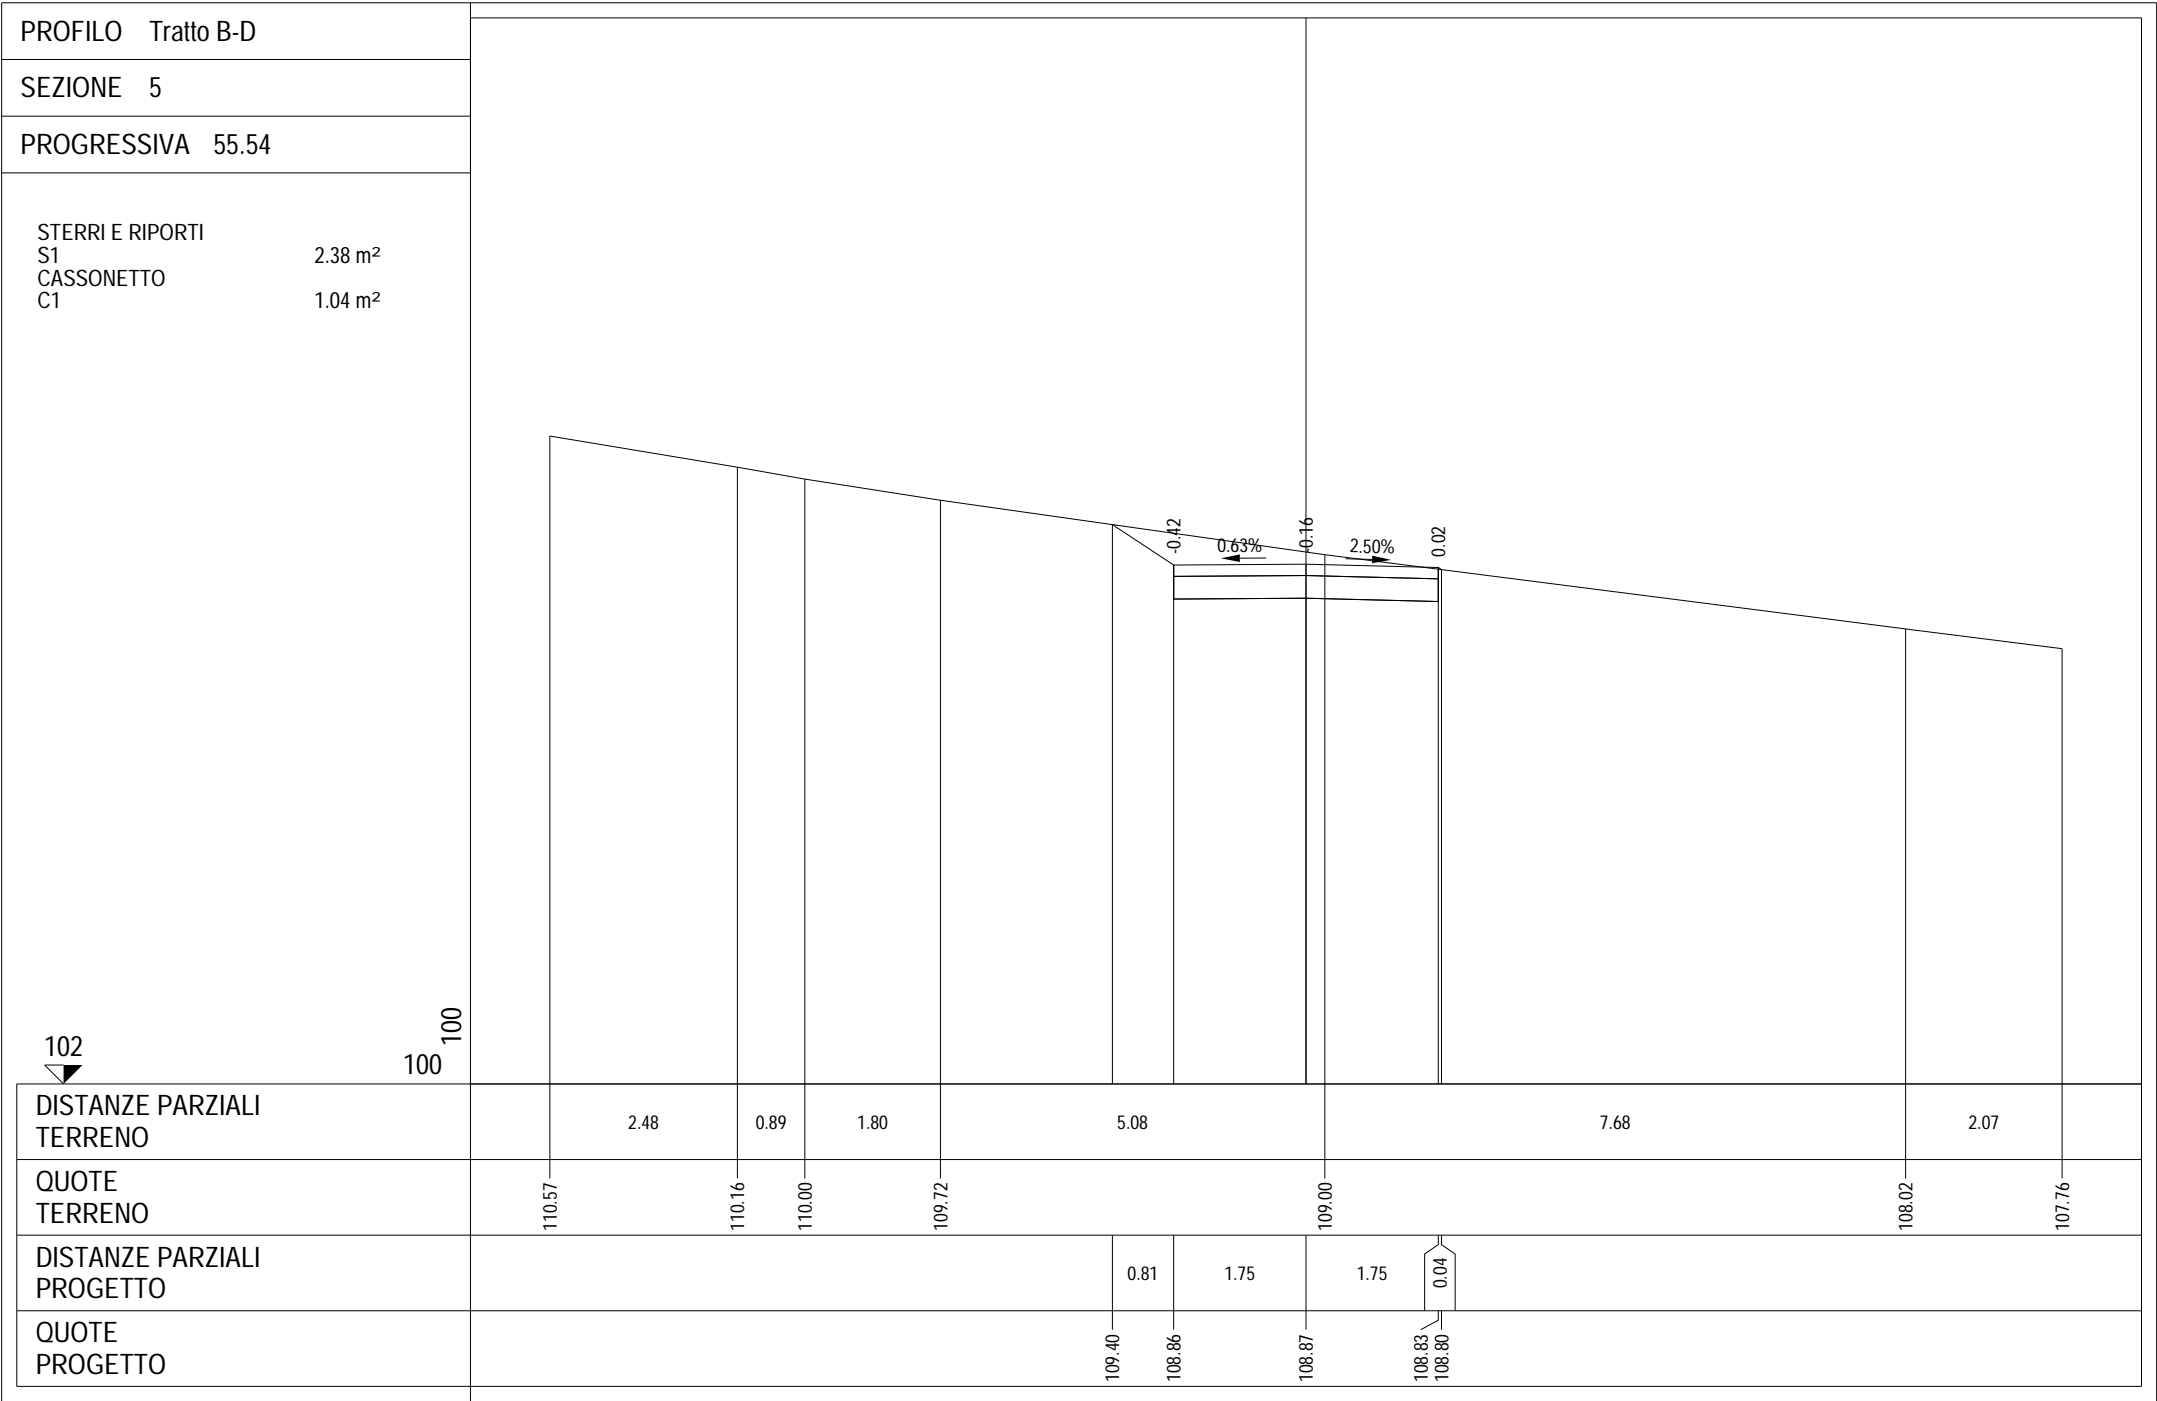 PROFILO Tratto B-D
SEZIONE 5
PROGRESSIVA 55.54
STERRI E RIPORTI
S1 2.38 m²
CASSONETTO
C1 1.04 m²
-0.42
0.63%
-0.16
2.50%
0.02
100
102
100
DISTANZE PARZIALI
TERRENO
2.48 0.89 1.80 5.08 7.68 2.07
QUOTE
TERRENO
110.57 110.16 110.00 109.72 109.00 108.02 107.76
DISTANZE PARZIALI
PROGETTO
0.81 1.75 1.75 0.04
QUOTE
PROGETTO
109.40 108.86 108.87 108.83 108.80